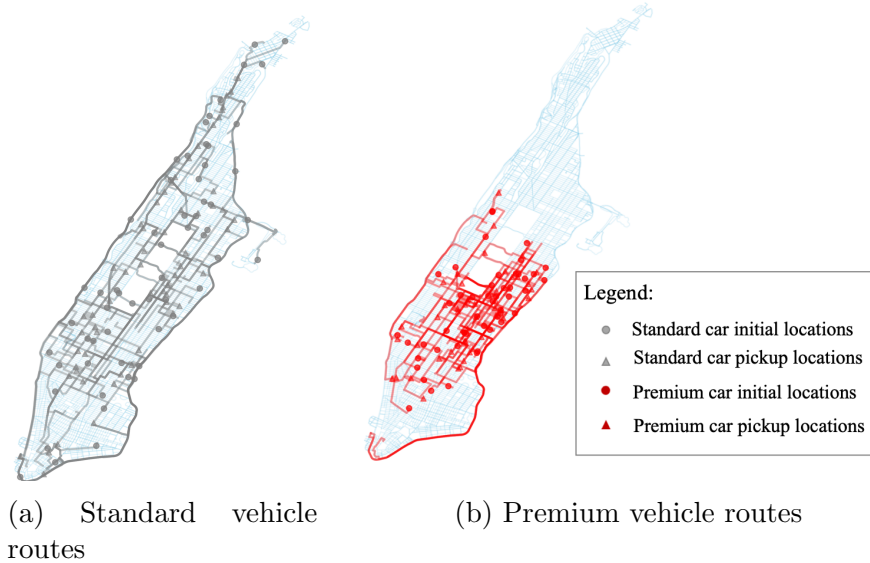 Legend:
Standard car initial locations
Standard car pickup locations
Premium car initial locations
Premium car pickup locations
(a) Standard vehicle
routes
(b) Premium vehicle routes